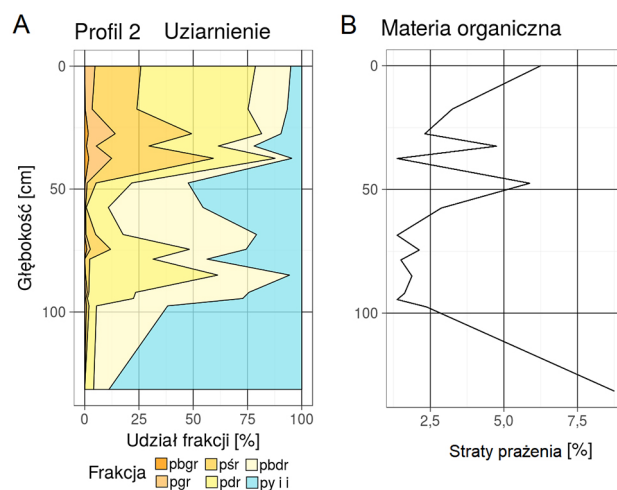 A
Profil 2 Uziarnienie
0
50
100
Głębokość [cm]
0 25 50 75 100
Udział frakcji [%]
Frakcja
pbgr pśr pbdr
pgr pdr py i i
B
Materia organiczna
0
50
100
2,5 5,0 7,5
Straty prażenia [%]